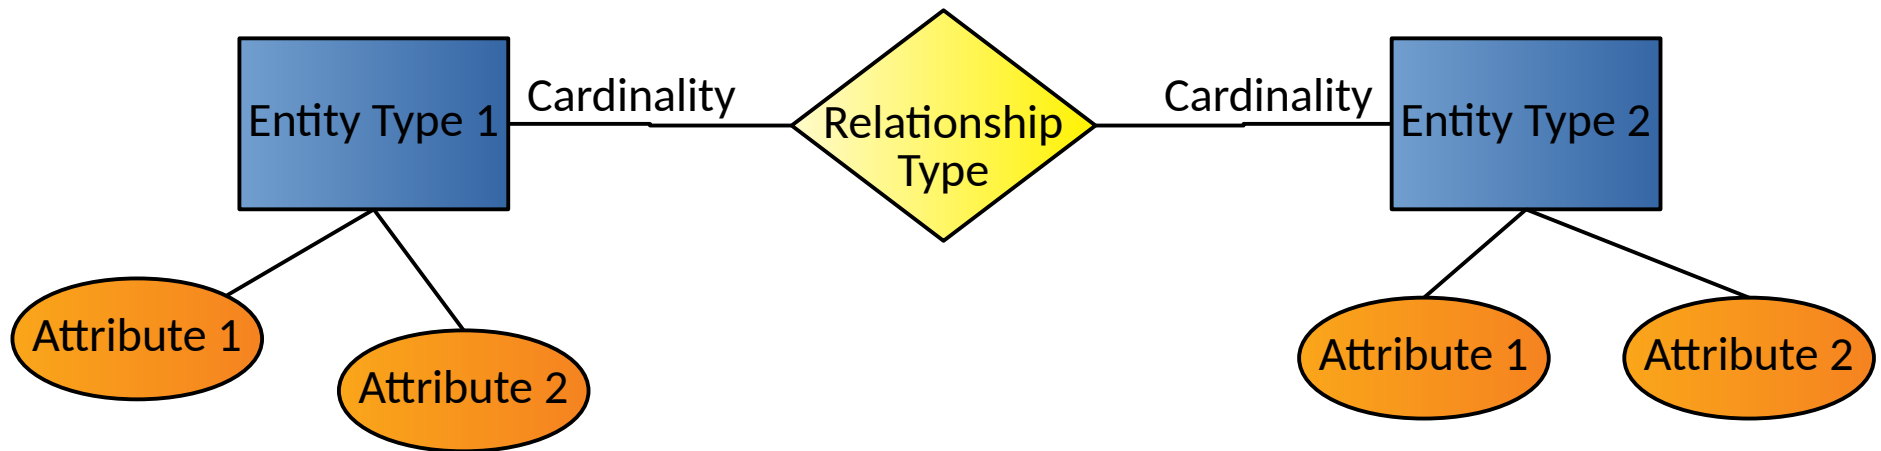 Entity Type 1
Cardinality
Relationship
Type
Cardinality
Entity Type 2
Attribute 1
Attribute 2
Attribute 1
Attribute 2